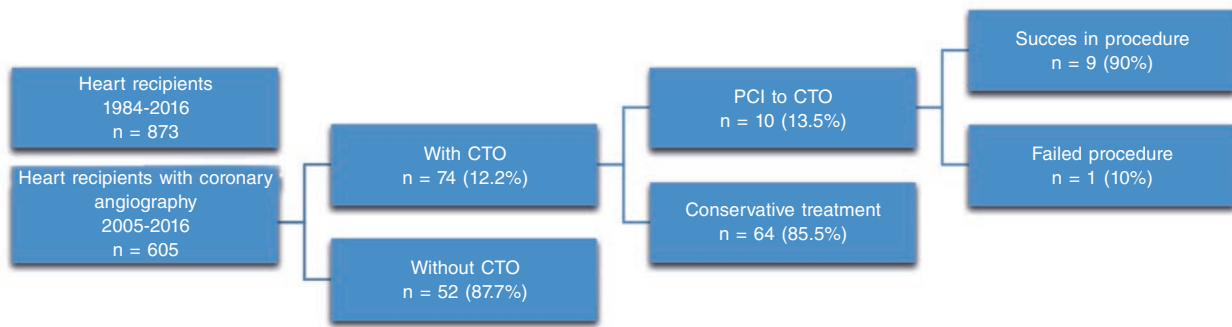 Heart recipients
1984-2016
n = 873
Heart recipients with coronary
angiography
2005-2016
n = 605
With CTO
n = 74 (12.2%)
Without CTO
n = 52 (87.7%)
PCI to CTO
n = 10 (13.5%)
Conservative treatment
n = 64 (85.5%)
Succes in procedure
n = 9 (90%)
Failed procedure
n = 1 (10%)